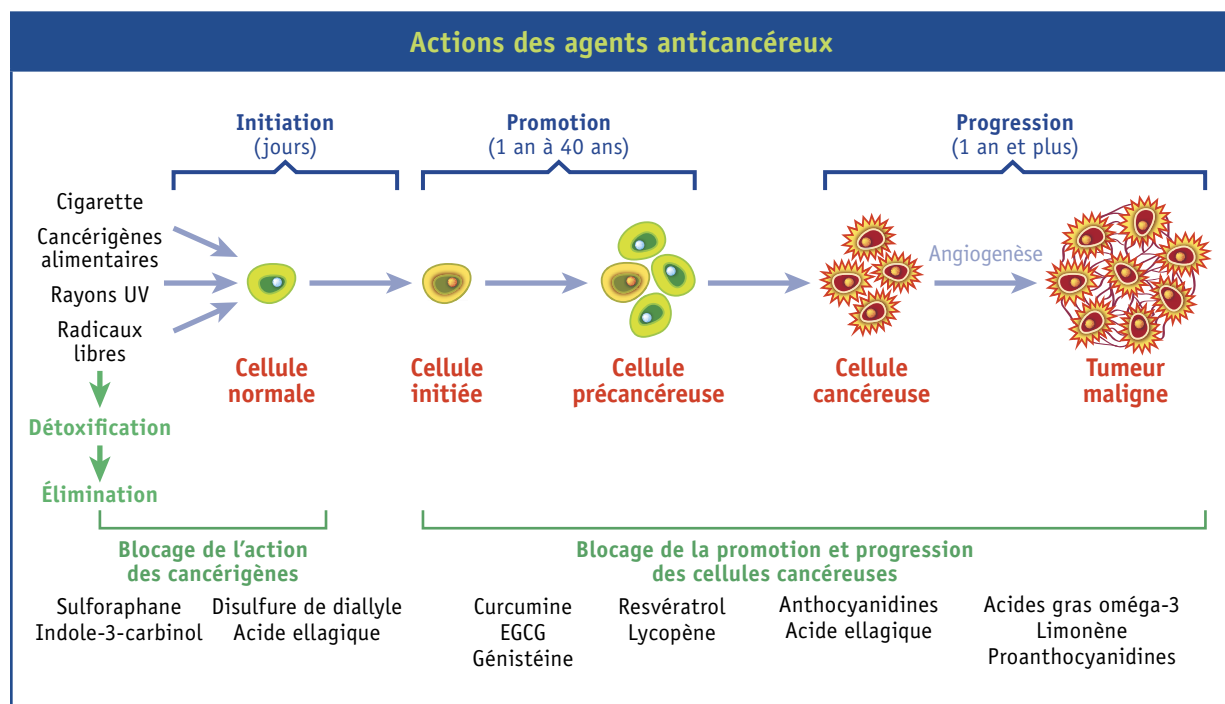 Actions des agents anticancéreux
Initiation
(jours)
Promotion
(1 an à 40 ans)
Progression
(1 an et plus)
Cigarette
Cancérigènes
alimentaires
Rayons UV
Radicaux
libres
Angiogenèse
Cellule
normale
Cellule
initiée
Cellule
précancéreuse
Cellule
cancéreuse
Tumeur
maligne
Détoxification
Élimination
Blocage de l’action
des cancérigènes
Blocage de la promotion et progression
des cellules cancéreuses
Sulforaphane
Indole-3-carbinol
Disulfure de diallyle
Acide ellagique
Curcumine
EGCG
Génistéine
Resvératrol
Lycopène
Anthocyanidines
Acide ellagique
Acides gras oméga-3
Limonène
Proanthocyanidines